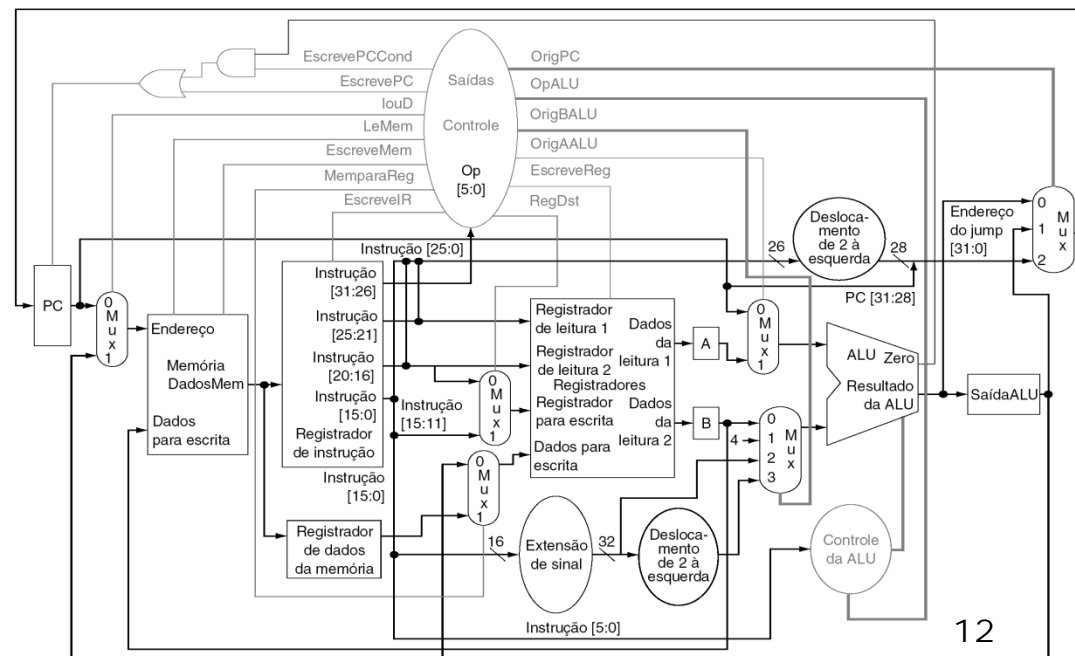 EscrevePCCond
EscrevePC
IouD
LeMem
EscreveMem
MemparaReg
EscreveIR
Saídas
Controle
Op
[5:0]
OrigPC
OpALU
OrigBALU
OrigAALU
EscreveReg
RegDst
PC
0
M
u
x
1
Endereço
Memória
DadosMem
Dados
para escrita
Instrução [25:0]
Instrução
[31:26]
Instrução
[25:21]
Instrução
[20:16]
Instrução
[15:0]
Registrador
de instrução
Instrução
[15:0]
Registrador
de dados
da memória
Instrução
[15:11]
0
M
u
x
1
0
M
u
x
1
Registrador
de leitura 1
Registrador
de leitura 2
Registradores
Registrador
para escrita
Dados para
escrita
Dados
da
leitura 1
Dados
da
leitura 2
A
B
4
0
M
u
x
1
0
1
2
3
M
u
x
16
Extensão
de sinal
32
Desloca-
mento
de 2 à
esquerda
26
Desloca-
mento
de 2 à
esquerda
28
PC [31:28]
Endereço
do jump
[31:0]
0
1
2
M
u
x
ALU
Zero
Resultado
da ALU
SaídaALU
Controle
da ALU
Instrução [5:0]
12